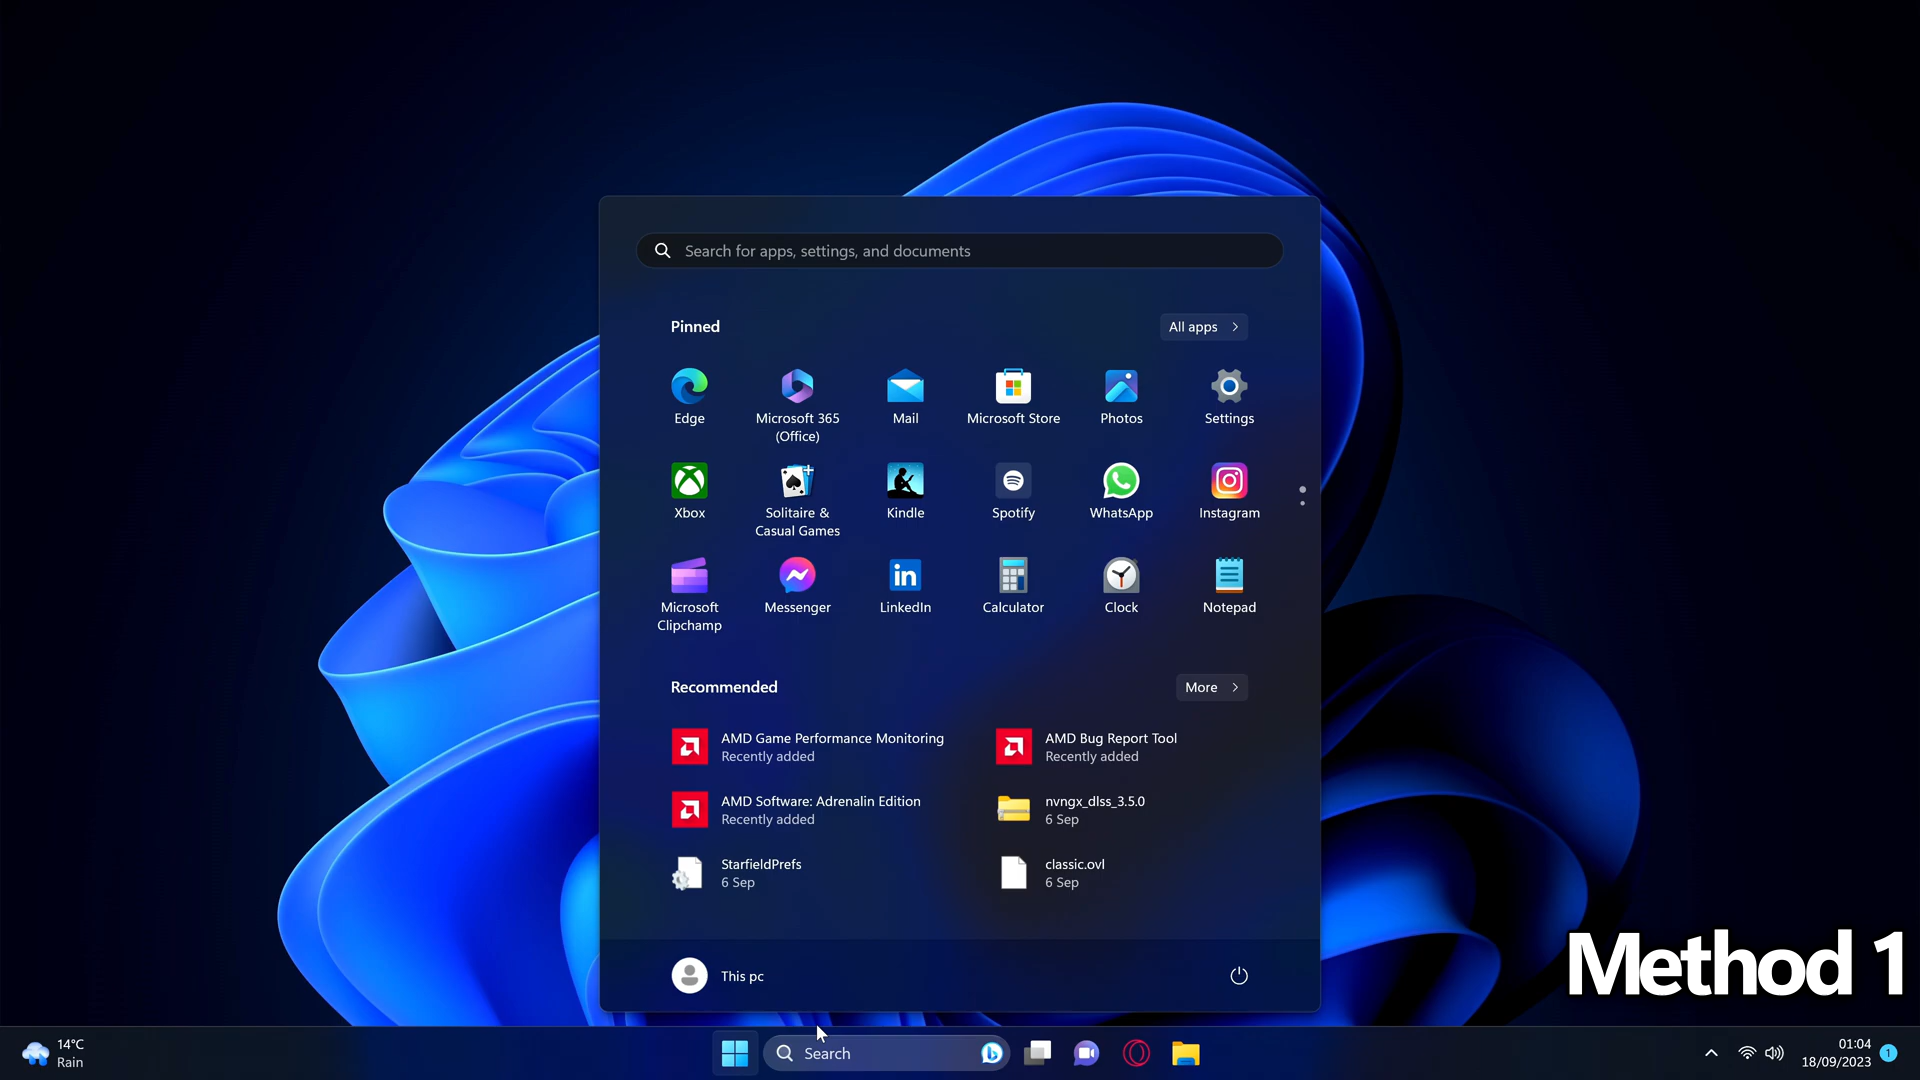 Search for apps, settings, and documents
Pinned
All apps
Edge
Microsoft 365
(Office)
Mail
Microsoft Store
Photos
Settings
Xbox
Solitaire &
Casual Games
Kindle
Spotify
WhatsApp
Instagram
Microsoft
Clipchamp
Messenger
LinkedIn
Calculator
Clock
Notepad
Recommended
More
AMD Game Performance Monitoring
Recently added
AMD Bug Report Tool
Recently added
AMD Software: Adrenalin Edition
Recently added
nvngx_dlss_3.5.0
6 Sep
StarfieldPrefs
6 Sep
classic.ovl
6 Sep
This pc
Method 1
14°C
Rain
Search
01:04
18/09/2023
1